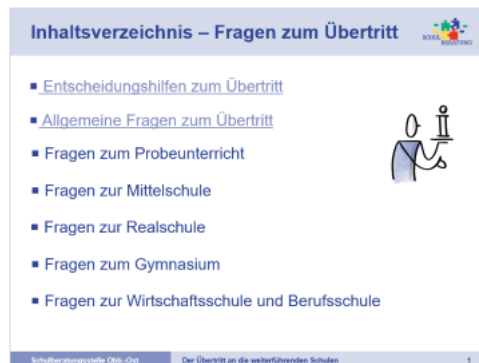 Inhaltsverzeichnis – Fragen zum Übertritt
SCHUL
BERATUNG
Entscheidungshilfen zum Übertritt
Allgemeine Fragen zum Übertritt
Fragen zum Probeunterricht
Fragen zur Mittelschule
Fragen zur Realschule
Fragen zum Gymnasium
Fragen zur Wirtschaftsschule und Berufsschule
i
Schulberatungsstelle Obb.-Ost
Der Übertritt an die weiterführenden Schulen
1